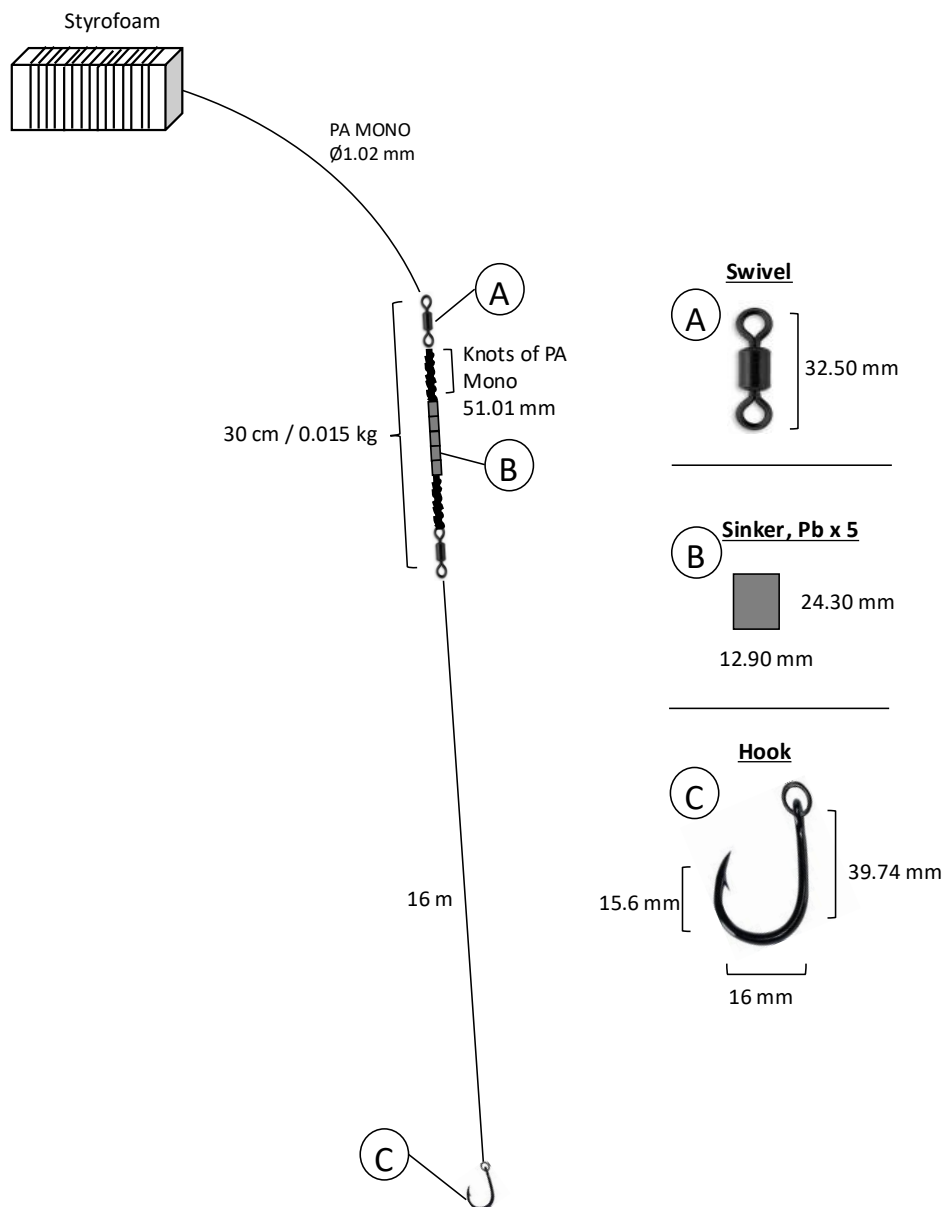 Styrofoam
PA MONO
Ø1.02 mm
A
Knots of PA
Mono
51.01 mm
30 cm / 0.015 kg
B
16 m
C
Swivel
A
32.50 mm
Sinker, Pb x 5
B
24.30 mm
12.90 mm
Hook
C
39.74 mm
15.6 mm
16 mm